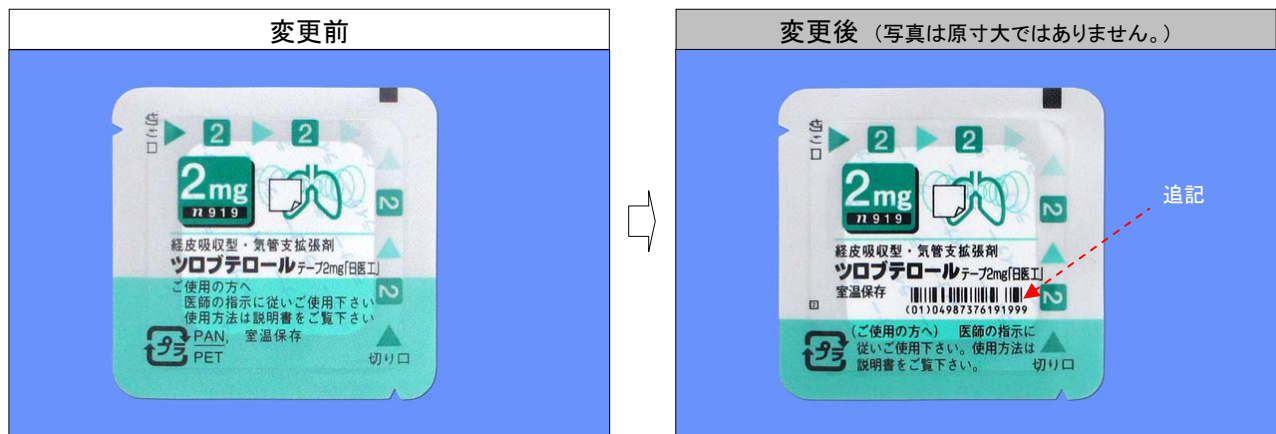 変更前
切り口
2
2
2mg
n919
2
経皮吸収型・気管支拡張剤
ツロブテロールテープ2mg「日医工」
ご使用の方へ
2
医師の指示に従いご使用下さい
使用方法は説明書をご覧下さい
プラ
PAN,
PET
室温保存
切り口
変更後 (写真は原寸大ではありません。)
切り口
2
2
2mg
n919
2
追記
経皮吸収型・気管支拡張剤
ツロブテロールテープ2mg「日医工」
室温保存
2
(01)04987376191999
プラ
(ご使用の方へ) 医師の指示に
従いご使用下さい。使用方法は
説明書をご覧下さい。
切り口